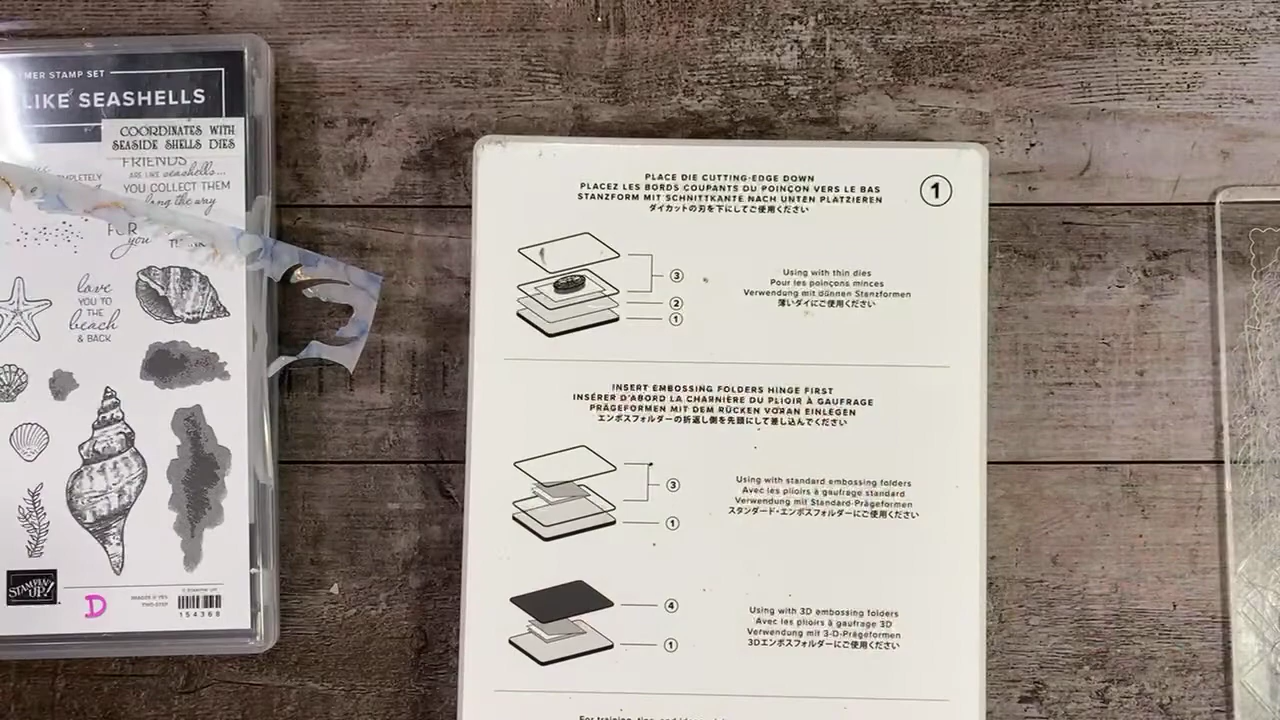 MER STAMP SET
LIKE SEASHELLS
COORDINATES WITH
SEASIDE SHELLS DIES
FRIENDS
ARE LIKE seashells...
YOU COLLECT THEM
long the way
FOR
you
love
YOU TO
THE
beach
& BACK
STAMPIN' UP!
D
© Stampin' Up!
TWO-STEP
154368
PLACE DIE CUTTING-EDGE DOWN
PLACEZ LES BORDS COUPANTS DU POINÇON VERS LE BAS
STANZFORM MIT SCHNITTKANTE NACH UNTEN PLATZIEREN
ダイカットの刃を下にしてご使用ください
1
3
2
1
Using with thin dies
Pour les poinçons minces
Verwendung mit dünnen Stanzformen
薄いダイにご使用ください
INSERT EMBOSSING FOLDERS HINGE FIRST
INSÉRER D'ABORD LA CHARNIÈRE DU PLIOIR À GAUFRAGE
PRÄGEFORMEN MIT DEM RÜCKEN VORAN EINLEGEN
エンボスフォルダーの折返し側を先頭にして差し込んでください
3
1
Using with standard embossing folders
Avec les plioirs à gaufrage standard
Verwendung mit Standard-Prägeformen
スタンダード・エンボスフォルダーにご使用ください
4
1
Using with 3D embossing folders
Avec les plioirs à gaufrage 3D
Verwendung mit 3-D-Prägeformen
3Dエンボスフォルダーにご使用ください